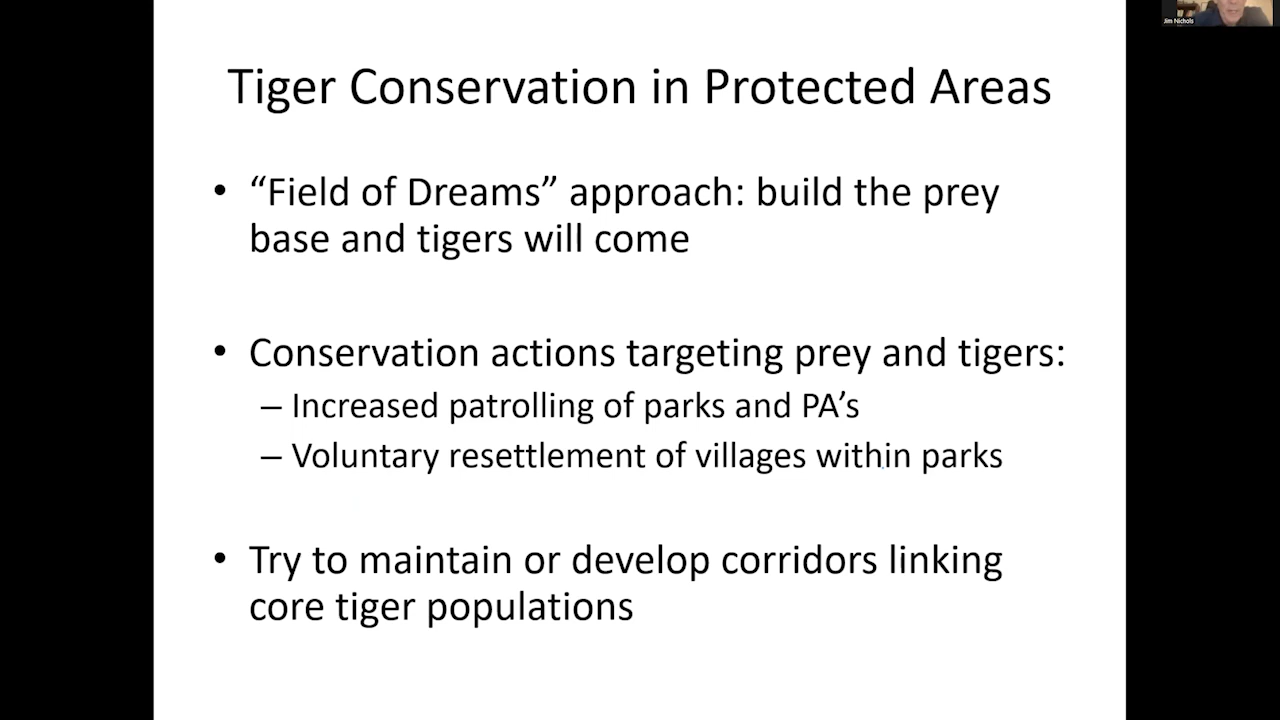 Jim Nichols
Tiger Conservation in Protected Areas
• “Field of Dreams” approach: build the prey
base and tigers will come
• Conservation actions targeting prey and tigers:
– Increased patrolling of parks and PA’s
– Voluntary resettlement of villages within parks
• Try to maintain or develop corridors linking
core tiger populations